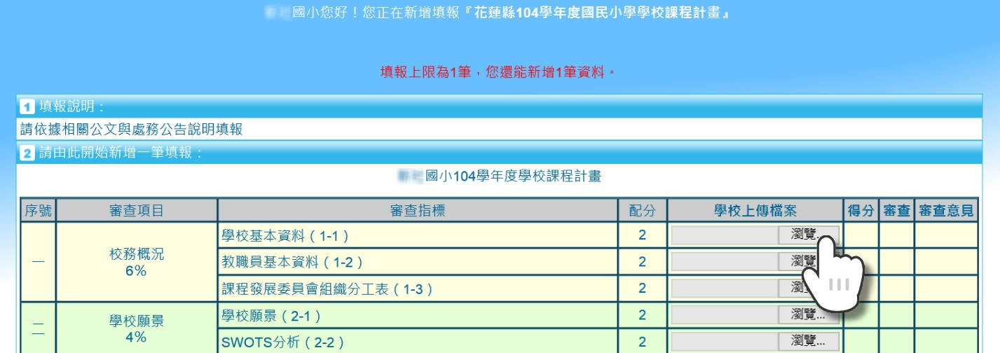 國小您好！您正在新增填報『花蓮縣104學年度國民小學學校課程計畫』
填報上限為1筆，您還能新增1筆資料。
1 填報說明：
請依據相關公文與處務公告說明填報
2 請由此開始新增一筆填報：
國小104學年度學校課程計畫
序號 審查項目 審查指標 配分 學校上傳檔案 得分 審查 審查意見
一 校務概況 6%
學校基本資料（1-1） 2 瀏覽...
教職員基本資料（1-2） 2 瀏覽
課程發展委員會組織分工表（1-3） 2
二 學校願景 4%
學校願景（2-1） 2 瀏覽...
SWOTS分析（2-2） 2 瀏覽...